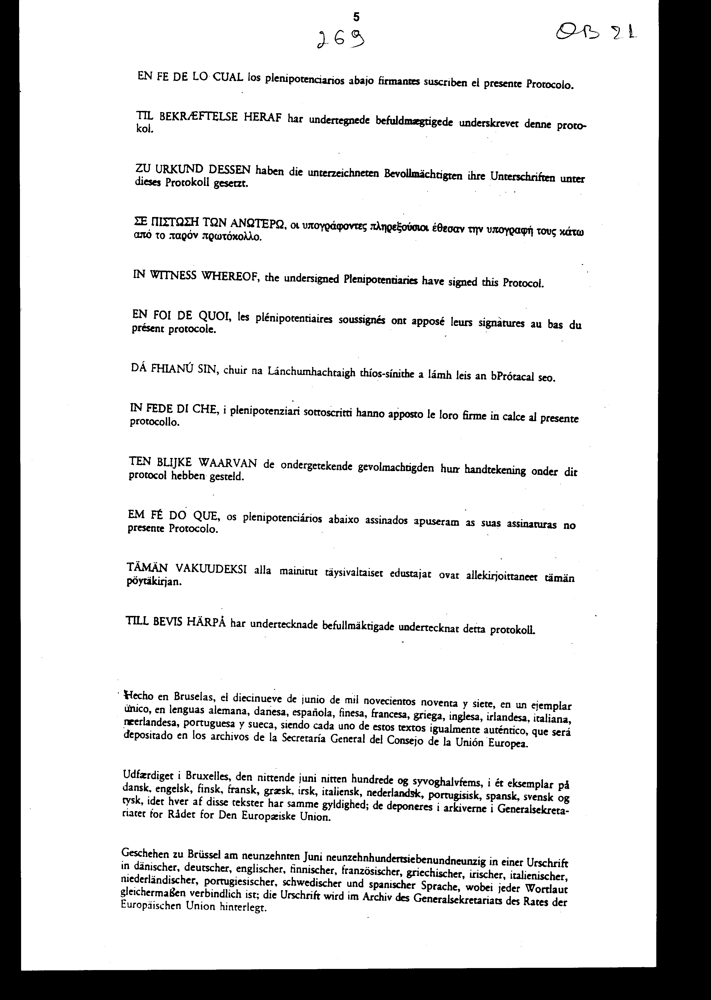 5
269
OB 21
EN FE DE LO CUAL los plenipotenciarios abajo firmantes suscriben el presente Protocolo.
TIL BEKRÆFTELSE HERAF har undertegnede befuldmægtigede underskrevet denne proto-
kol.
ZU URKUND DESSEN haben die unterzeichneten Bevollmächtigten ihre Unterschriften unter
dieses Protokoll gesetzt.
ΣΕ ΠΙΣΤΩΣΗ ΤΩΝ ΑΝΩΤΕΡΩ, οι υπογράφοντες πληρεξούσιοι έθεσαν την υπογραφή τους κάτω
από το παρόν πρωτόκολλο.
IN WITNESS WHEREOF, the undersigned Plenipotentiaries have signed this Protocol.
EN FOI DE QUOI, les plénipotentiaires soussignés ont apposé leurs signatures au bas du
présent protocole.
DÁ FHIANÚ SIN, chuir na Lánchumhachtaigh thíos-sínithe a lámh leis an bPrótacal seo.
IN FEDE DI CHE, i plenipotenziari sottoscritti hanno apposto le loro firme in calce al presente
protocollo.
TEN BLIJKE WAARVAN de ondergetekende gevolmachtigden hun handtekening onder dit
protocol hebben gesteld.
EM FÉ DO QUE, os plenipotenciários abaixo assinados apuseram as suas assinaturas no
presente Protocolo.
TÄMÄN VAKUUDEKSI alla mainitut täysivaltaiset edustajat ovat allekirjoittaneet tämän
pöytäkirjan.
TILL BEVIS HÄRPÅ har undertecknade befullmäktigade undertecknat detta protokoll.
Hecho en Bruselas, el diecinueve de junio de mil novecientos noventa y siete, en un ejemplar
único, en lenguas alemana, danesa, española, finesa, francesa, griega, inglesa, irlandesa, italiana,
neerlandesa, portuguesa y sueca, siendo cada uno de estos textos igualmente auténtico, que será
depositado en los archivos de la Secretaría General del Consejo de la Unión Europea.
Udfærdiget i Bruxelles, den nittende juni nitten hundrede og syvoghalvfems, i ét eksemplar på
dansk, engelsk, finsk, fransk, græsk, irsk, italiensk, nederlandsk, portugisisk, spansk, svensk og
tysk, idet hver af disse tekster har samme gyldighed; de deponeres i arkiverne i Generalsekreta-
riatet for Rådet for Den Europæiske Union.
Geschehen zu Brüssel am neunzehnten Juni neunzehnhundertsiebenundneunzig in einer Urschrift
in dänischer, deutscher, englischer, finnischer, französischer, griechischer, irischer, italienischer,
niederländischer, portugiesischer, schwedischer und spanischer Sprache, wobei jeder Wortlaut
gleichermaßen verbindlich ist; die Urschrift wird im Archiv des Generalsekretariats des Rates der
Europäischen Union hinterlegt.